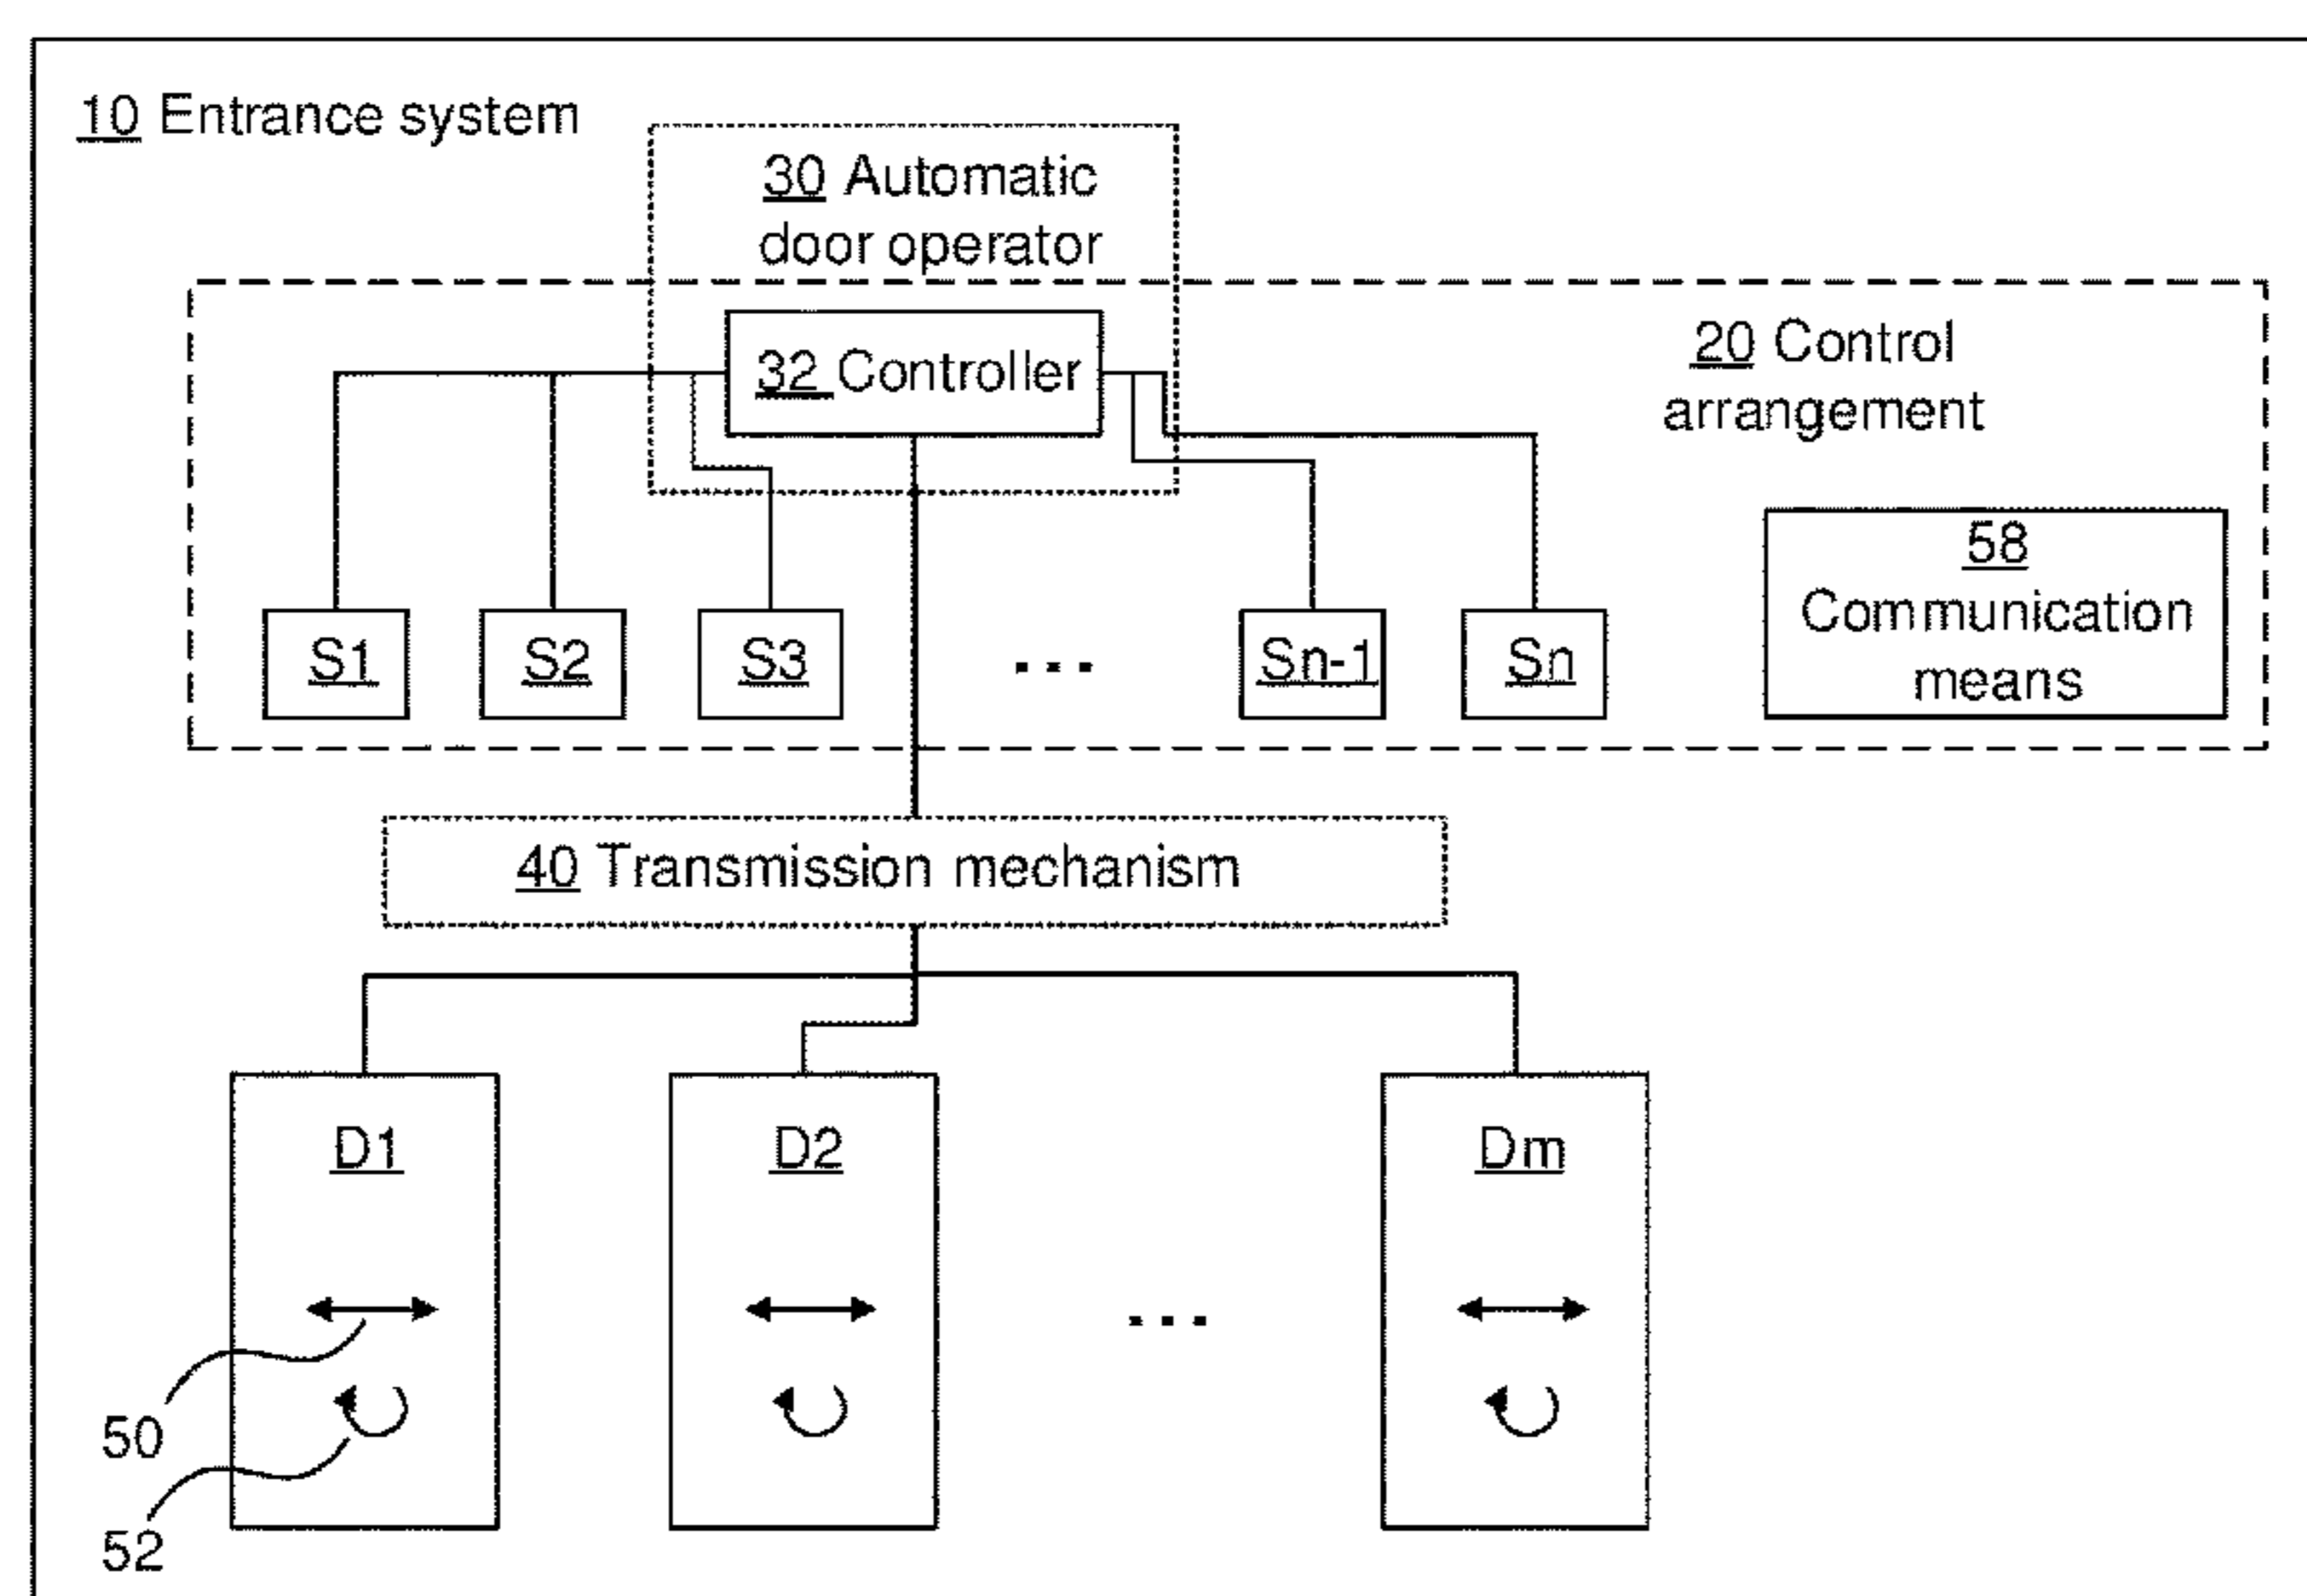 10 Entrance system
30 Automatic
door operator
32 Controller
20 Control
arrangement
58
Communication
means
S1 S2 S3 ... Sn-1 Sn
40 Transmission mechanism
D1 D2 ... Dm
50
52